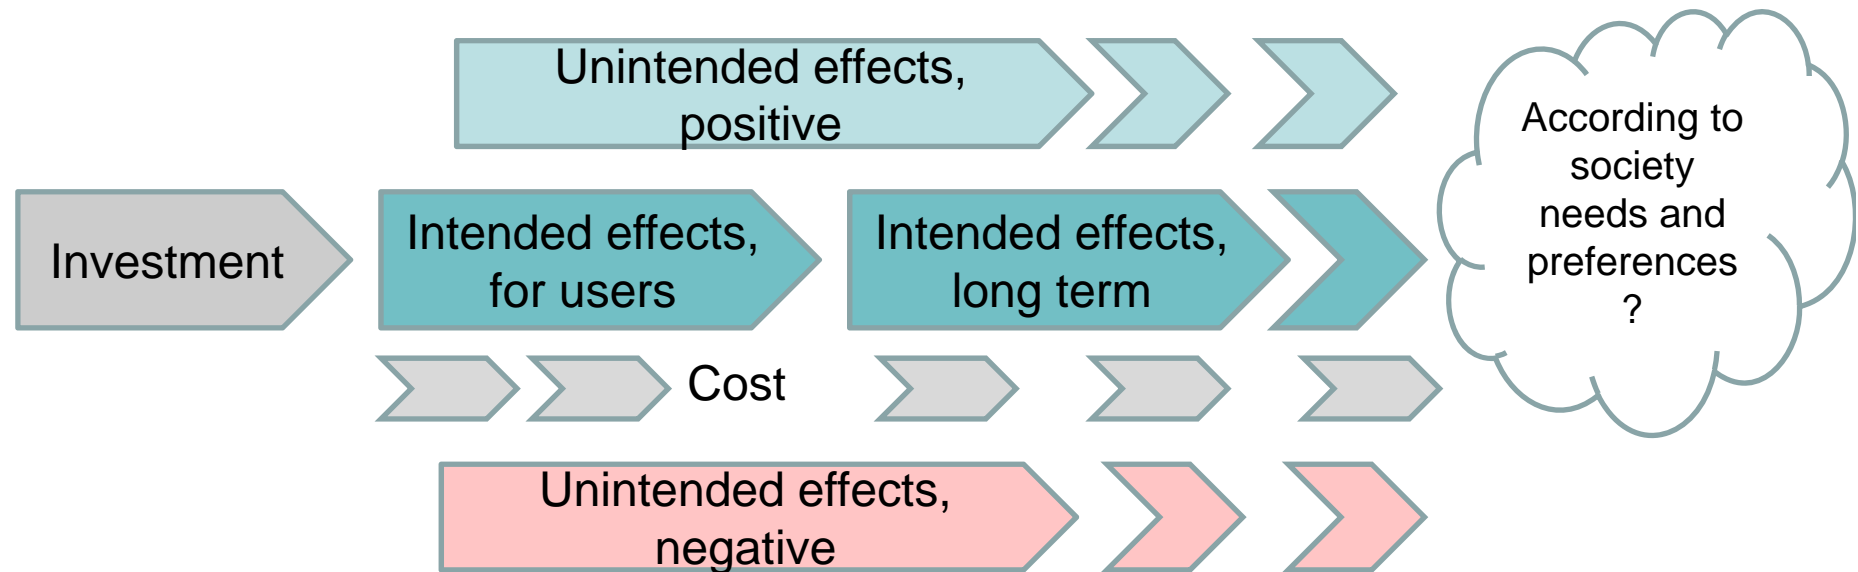 Unintended effects,
positive
Investment
Intended effects,
for users
Intended effects,
long term
According to
society
needs and
preferences
?
Cost
Unintended effects,
negative